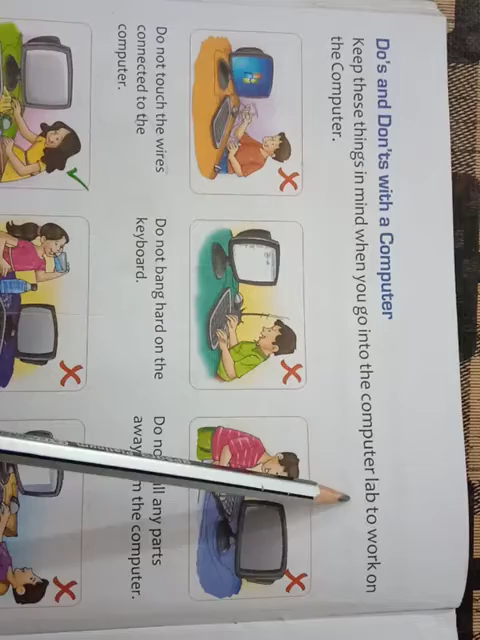 Do's and Don'ts with a Computer
Keep these things in mind when you go into the computer lab to work on
the Computer.
Do not touch the wires
connected to the
computer.
Do not bang hard on the
keyboard.
Do any parts
the computer.